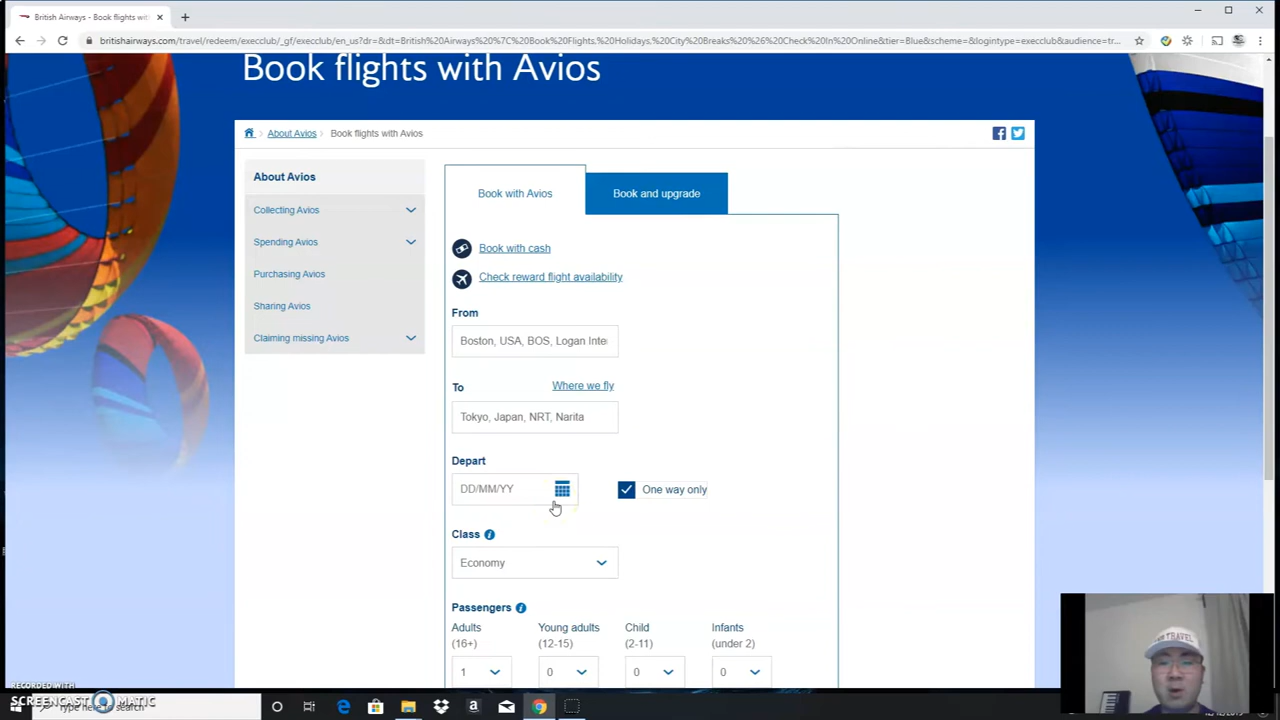 British Airways - Book flights wit
britishairways.com/travel/redeem/execclub/_gf/execclub/en_us?dr=&dt=British%20Airways%20%7C%20Book%20Flights,%20Holidays,%20City%20Breaks%20%26%20Check%20In%20Online&tier=Blue&scheme=&logintype=execclub&audience=tr...
Book flights with Avios
About Avios
Book flights with Avios
About Avios
Collecting Avios
Spending Avios
Purchasing Avios
Sharing Avios
Claiming missing Avios
Book with Avios
Book and upgrade
Book with cash
Check reward flight availability
From
Boston, USA, BOS, Logan Inte
To
Where we fly
Tokyo, Japan, NRT, Narita
Depart
DD/MM/YY
One way only
Class
Economy
Passengers
Adults
(16+)
Young adults
(12-15)
Child
(2-11)
Infants
(under 2)
1
0
0
0
RECORDED WITH
SCREENCAST MATIC
Type here to search